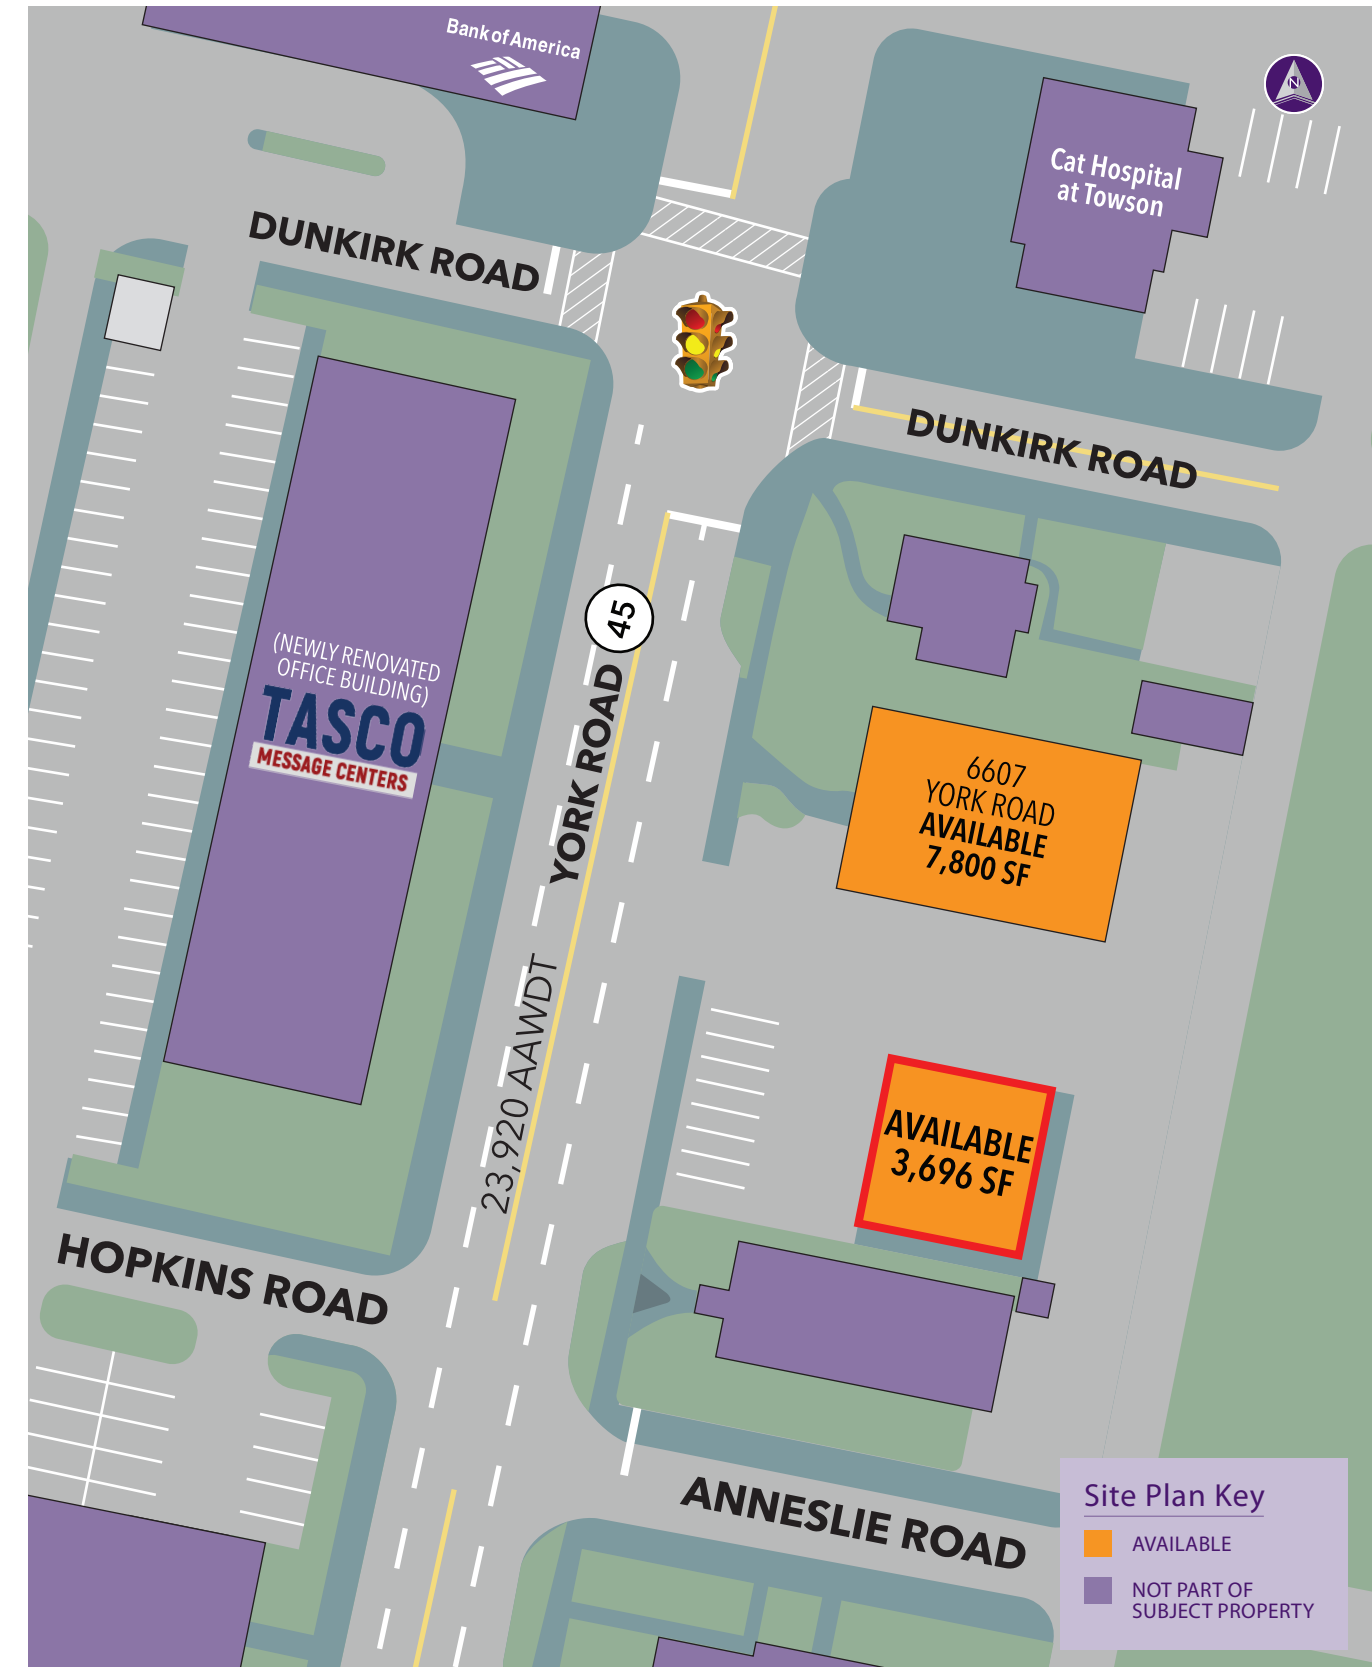 Bank of America
N
Cat Hospital
at Towson
DUNKIRK ROAD
DUNKIRK ROAD
45
(NEWLY RENOVATED
OFFICE BUILDING)
TASCO
MESSAGE CENTERS
YORK ROAD
6607
YORK ROAD
AVAILABLE
7,800 SF
23,920 AAWDT
AVAILABLE
3,696 SF
HOPKINS ROAD
ANNESLIE ROAD
Site Plan Key
AVAILABLE
NOT PART OF
SUBJECT PROPERTY